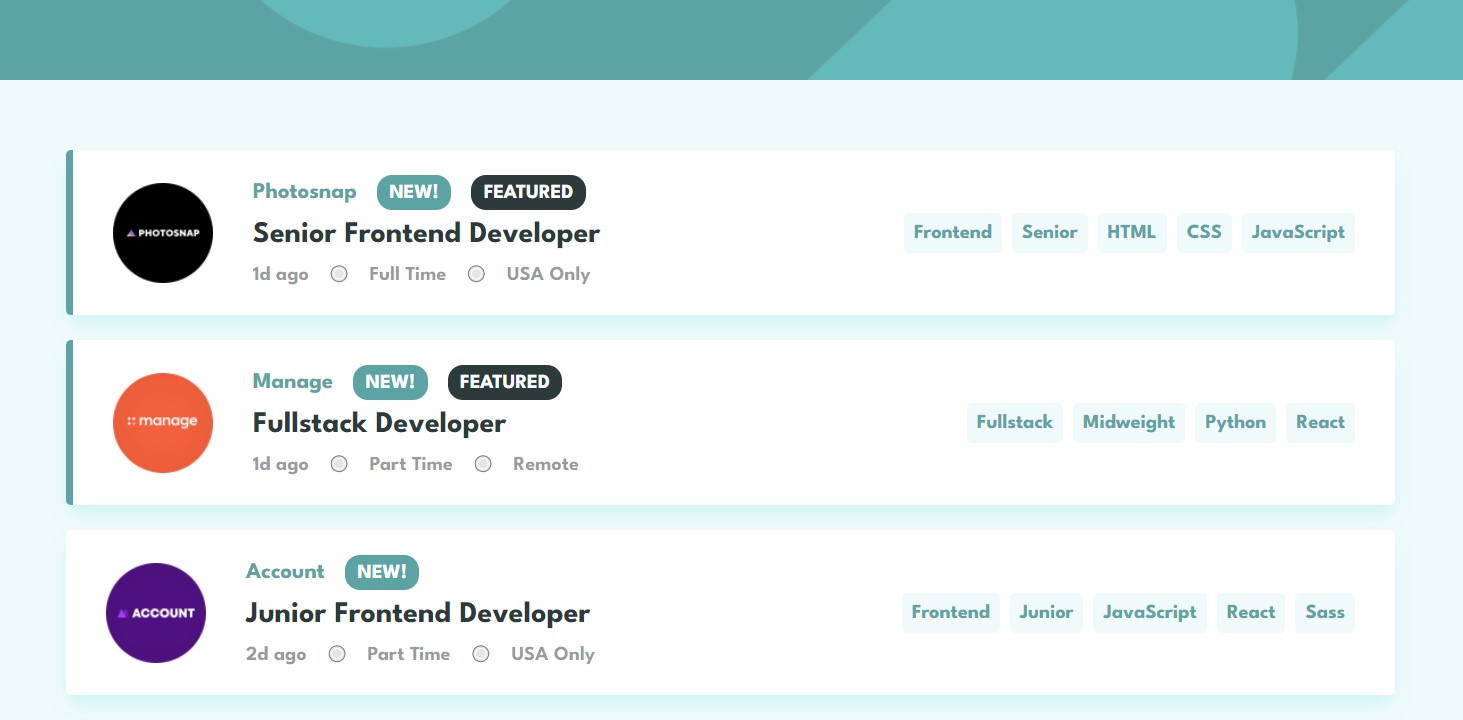 PHOTOSNAP
Photosnap NEW! FEATURED
Senior Frontend Developer
1d ago Full Time USA Only
Frontend Senior HTML CSS JavaScript
manage
Manage NEW! FEATURED
Fullstack Developer
1d ago Part Time Remote
Fullstack Midweight Python React
ACCOUNT
Account NEW!
Junior Frontend Developer
2d ago Part Time USA Only
Frontend Junior JavaScript React Sass